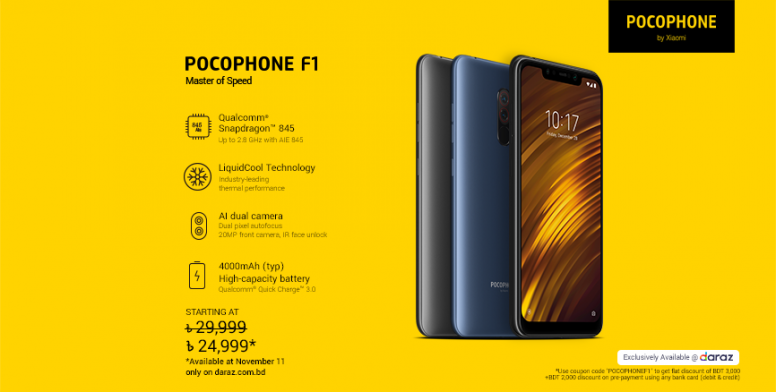 POCOPHONE
by Xiaomi
POCOPHONE F1
Master of Speed
845
Qualcomm®
Snapdragon™ 845
Up to 2.8 GHz with AIE 845
LiquidCool Technology
Industry-leading
thermal performance
AI dual camera
Dual pixel autofocus
20MP front camera, IR face unlock
4000mAh (typ)
High-capacity battery
Qualcomm® Quick Charge™ 3.0
STARTING AT
৳ 29,999
৳ 24,999*
*Available at November 11
only on daraz.com.bd
10:17
POCOPHONE
Exclusively Available @ daraz
*Use coupon code 'POCOPHONEF1' to get flat discount of BDT 3,000
+BDT 2,000 discount on pre-payment using any bank card (debit & credit)